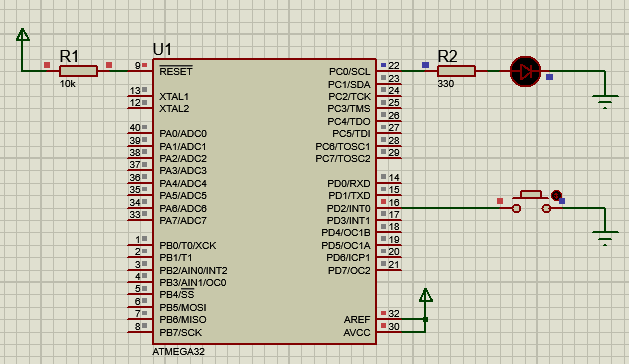 R1
10k
U1
9 RESET
13 XTAL1
12 XTAL2
40 PA0/ADC0
39 PA1/ADC1
38 PA2/ADC2
37 PA3/ADC3
36 PA4/ADC4
35 PA5/ADC5
34 PA6/ADC6
33 PA7/ADC7
1 PB0/T0/XCK
2 PB1/T1
3 PB2/AIN0/INT2
4 PB3/AIN1/OC0
5 PB4/SS
6 PB5/MOSI
7 PB6/MISO
8 PB7/SCK
PC0/SCL 22
PC1/SDA 23
PC2/TCK 24
PC3/TMS 25
PC4/TDO 26
PC5/TDI 27
PC6/TOSC1 28
PC7/TOSC2 29
PD0/RXD 14
PD1/TXD 15
PD2/INT0 16
PD3/INT1 17
PD4/OC1B 18
PD5/OC1A 19
PD6/ICP1 20
PD7/OC2 21
AREF 32
AVCC 30
ATMEGA32
R2
330